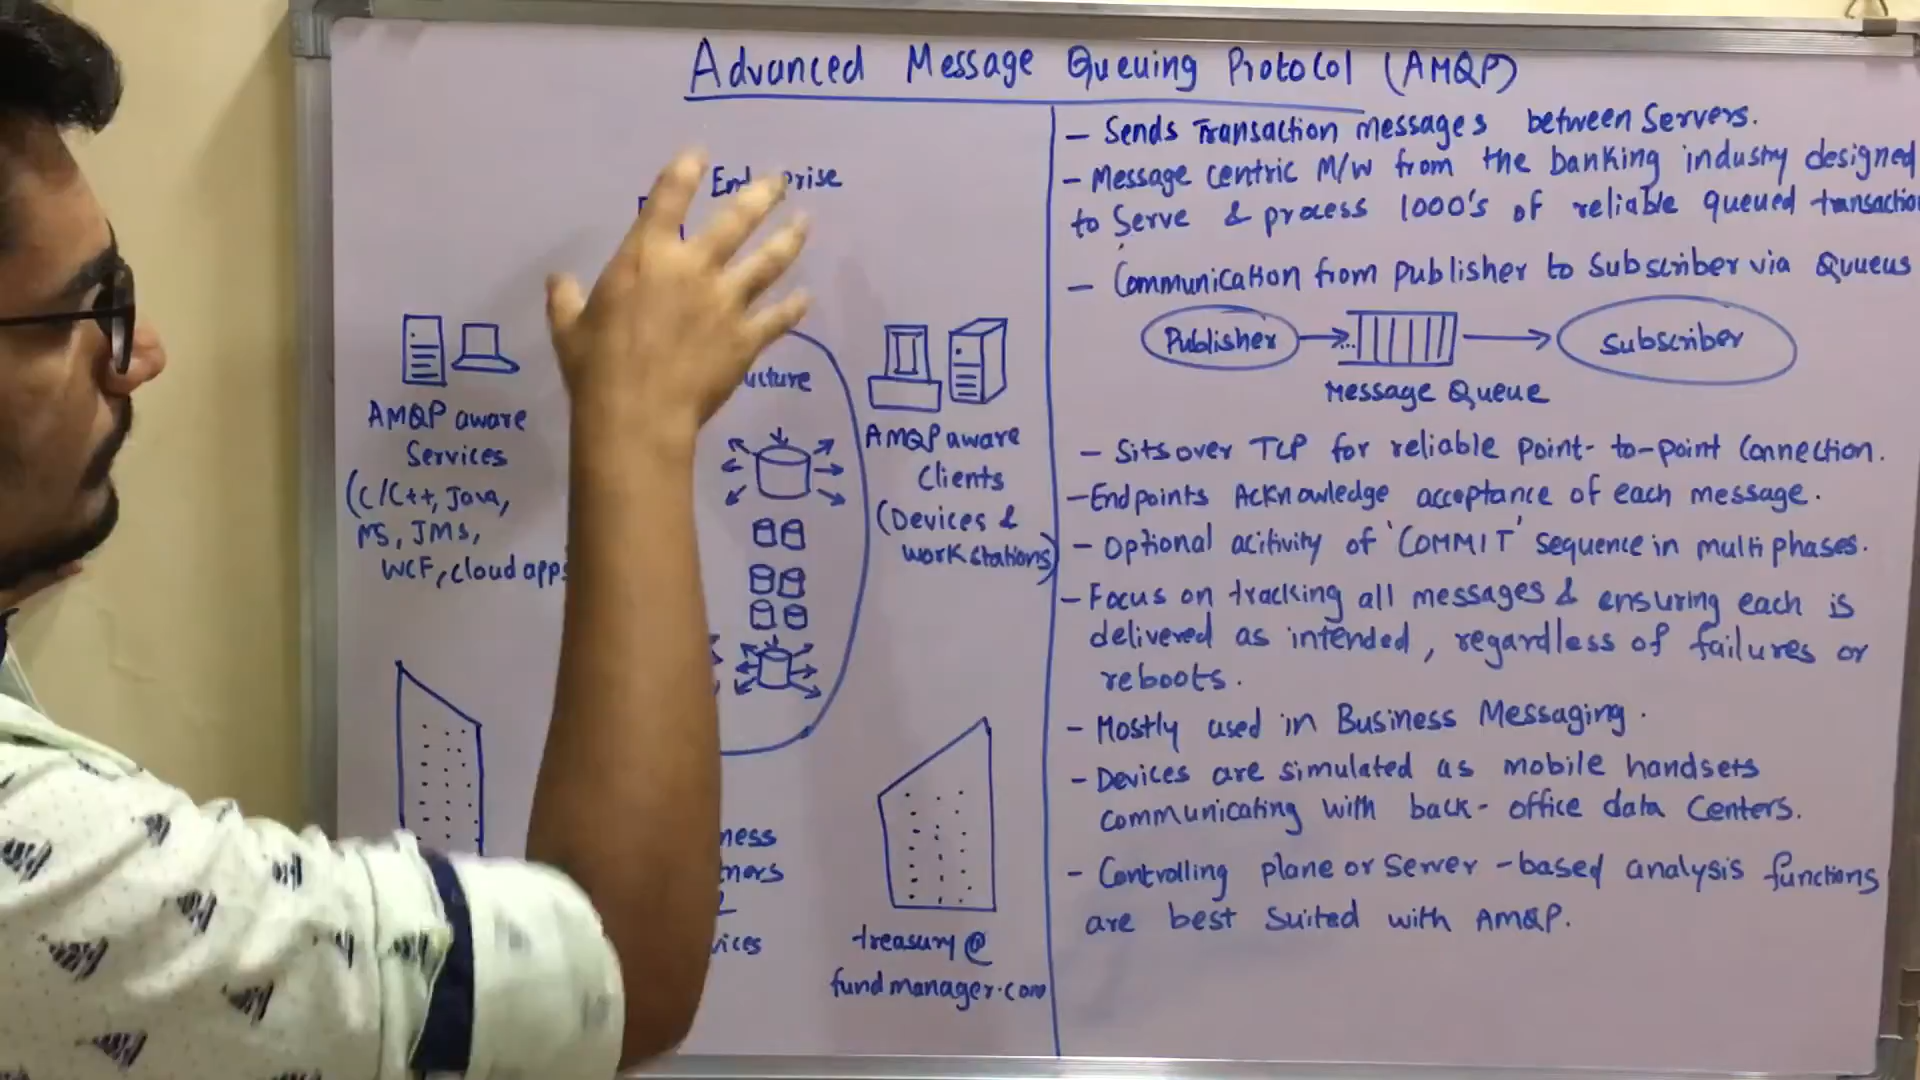 Advanced Message Queuing Protocol (AMQP)
AMQP aware
Services
(C/C++, Java,
MS, JMS,
WCF, cloud app
AMQP aware
Clients
(Devices &
workstations)
treasury@
fundmanager.com
- Sends Transaction messages between Servers.
- Message centric M/W from the banking industry designed
to Serve & process 1000's of reliable queued transactio
- Communication from publisher to Subscriber via Quueus
Publisher
Subscriber
Message Queue
- Sits over TCP for reliable point-to-point Connection.
- Endpoints Acknowledge acceptance of each message.
- Optional acitivity of 'COMMIT' sequence in multi phases.
- Focus on tracking all messages & ensuring each is
delivered as intended, regardless of failures or
reboots.
- Mostly used in Business Messaging.
- Devices are simulated as mobile handsets
communicating with back-office data Centers.
- Controlling plane or Server-based analysis functions
are best suited with AMQP.